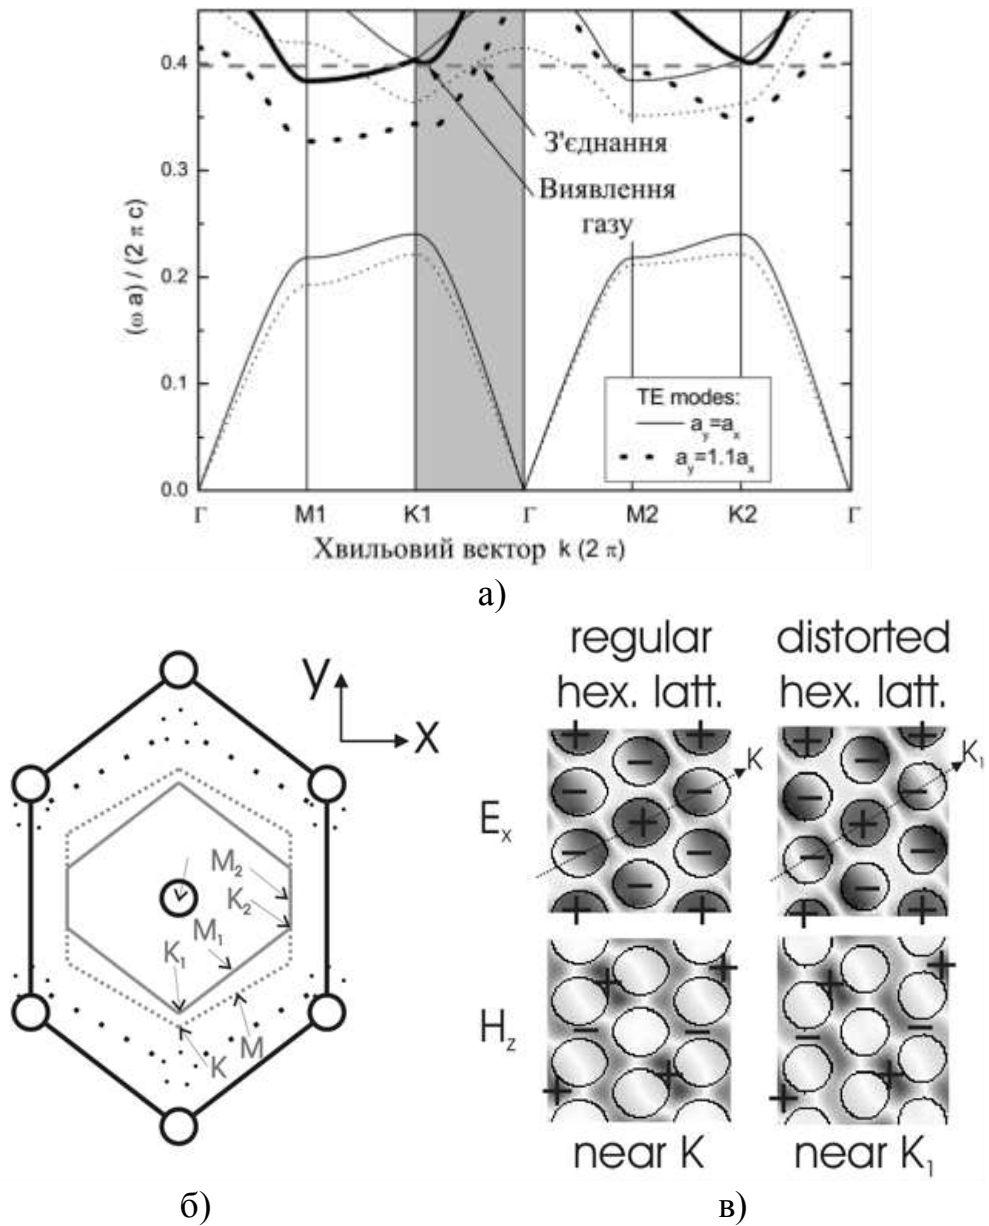 а)
(ω a) / (2 π c)
0.4
0.3
0.2
0.1
0.0
З'єднання
Виявлення
газу
TE modes:
a_y=a_x
a_y=1.1a_x
Γ M1 K1 Γ M2 K2 Γ
Хвильовий вектор k (2 π)
а)
y
x
M₂
K₂
M₁
K₁
M
K
б)
regular
hex. latt.
distorted
hex. latt.
E_x
+ + − − − + − − − + +
K
+ + − − − + − − − + +
K₁
H_z
+ + − − + +
+ + − − + +
near K
near K₁
в)